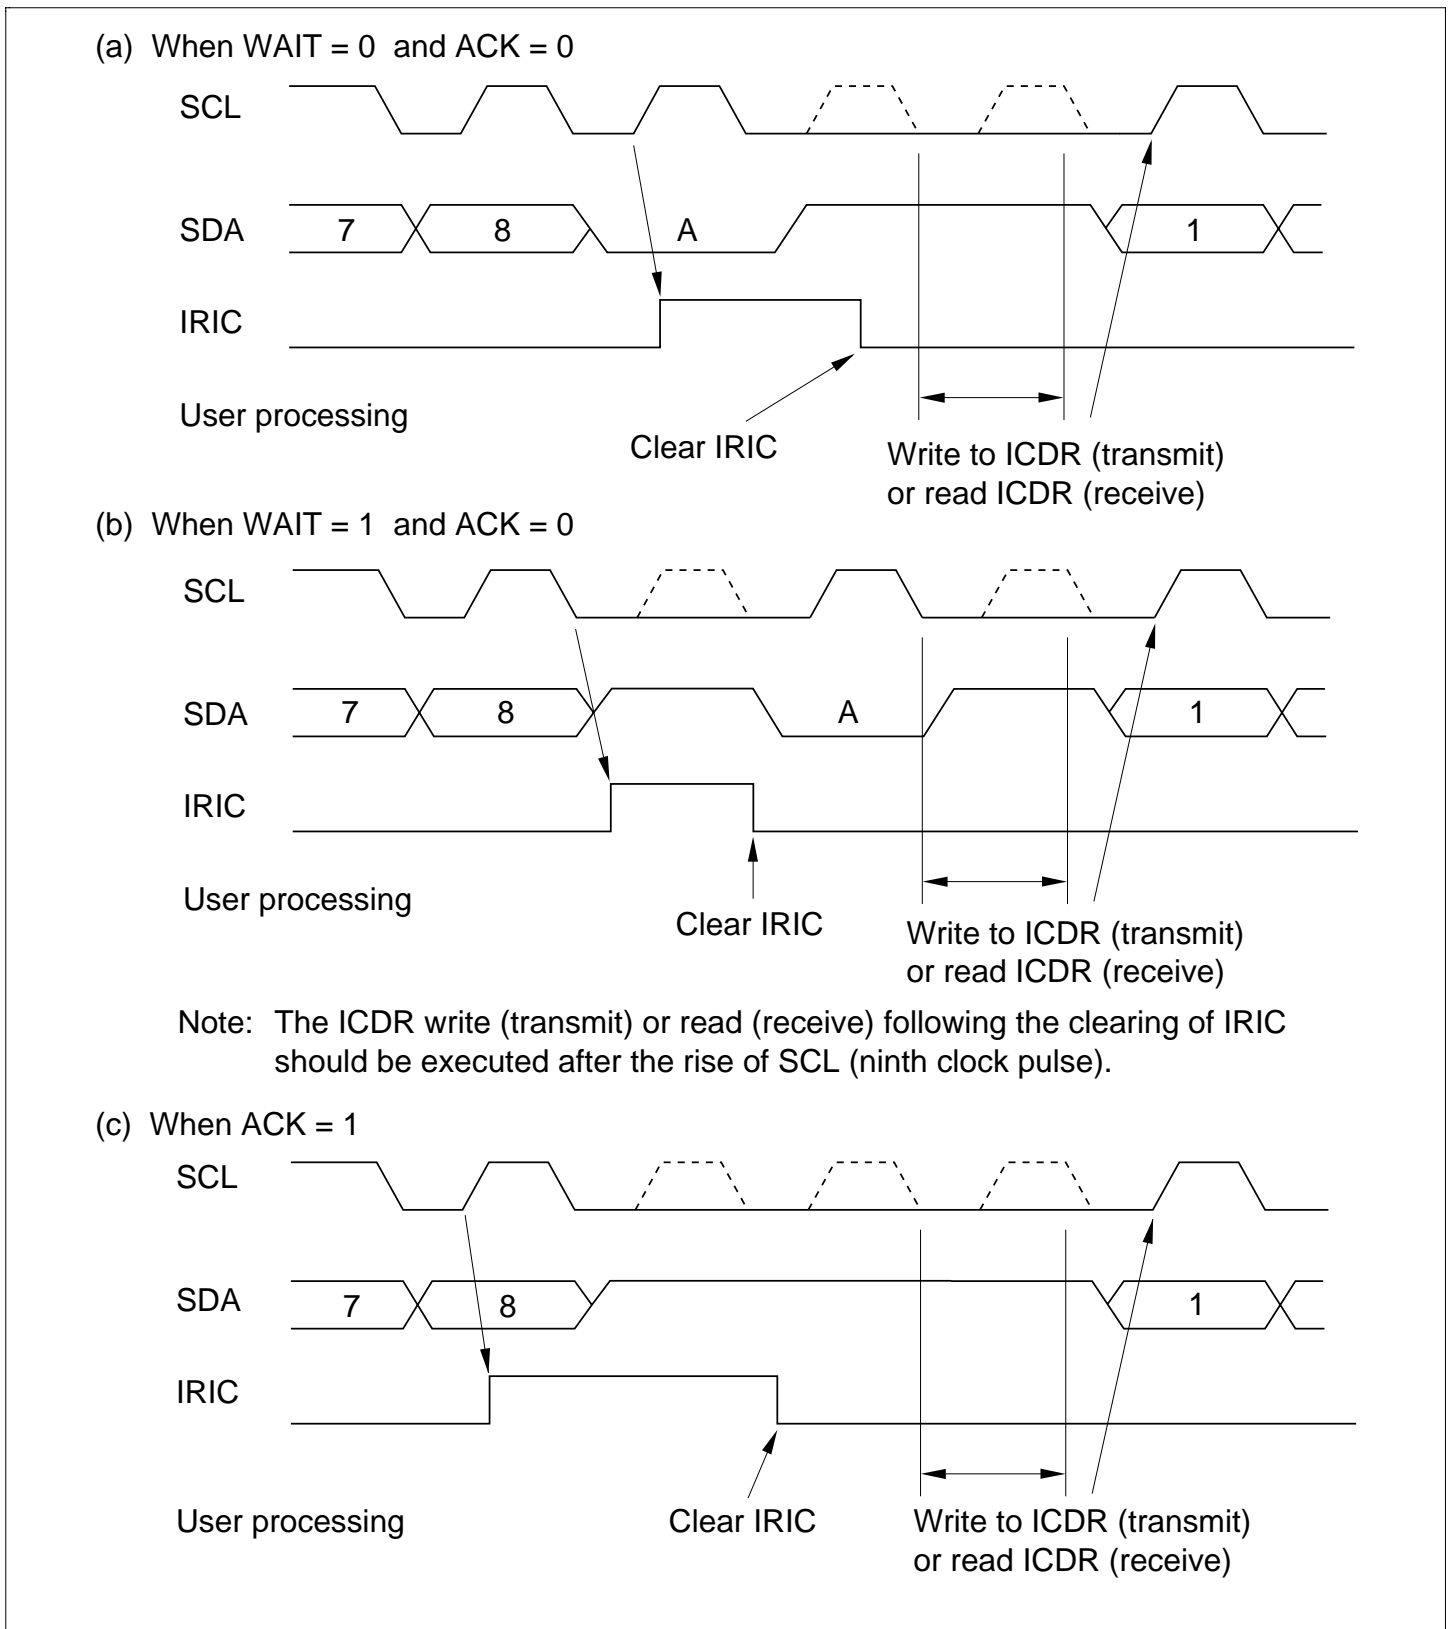 (a) When WAIT = 0 and ACK = 0
SCL
SDA 7 8 A 1
IRIC
User processing
Clear IRIC
Write to ICDR (transmit)
or read ICDR (receive)
(b) When WAIT = 1 and ACK = 0
SCL
SDA 7 8 A 1
IRIC
User processing
Clear IRIC
Write to ICDR (transmit)
or read ICDR (receive)
Note: The ICDR write (transmit) or read (receive) following the clearing of IRIC
should be executed after the rise of SCL (ninth clock pulse).
(c) When ACK = 1
SCL
SDA 7 8 1
IRIC
User processing Clear IRIC Write to ICDR (transmit)
or read ICDR (receive)